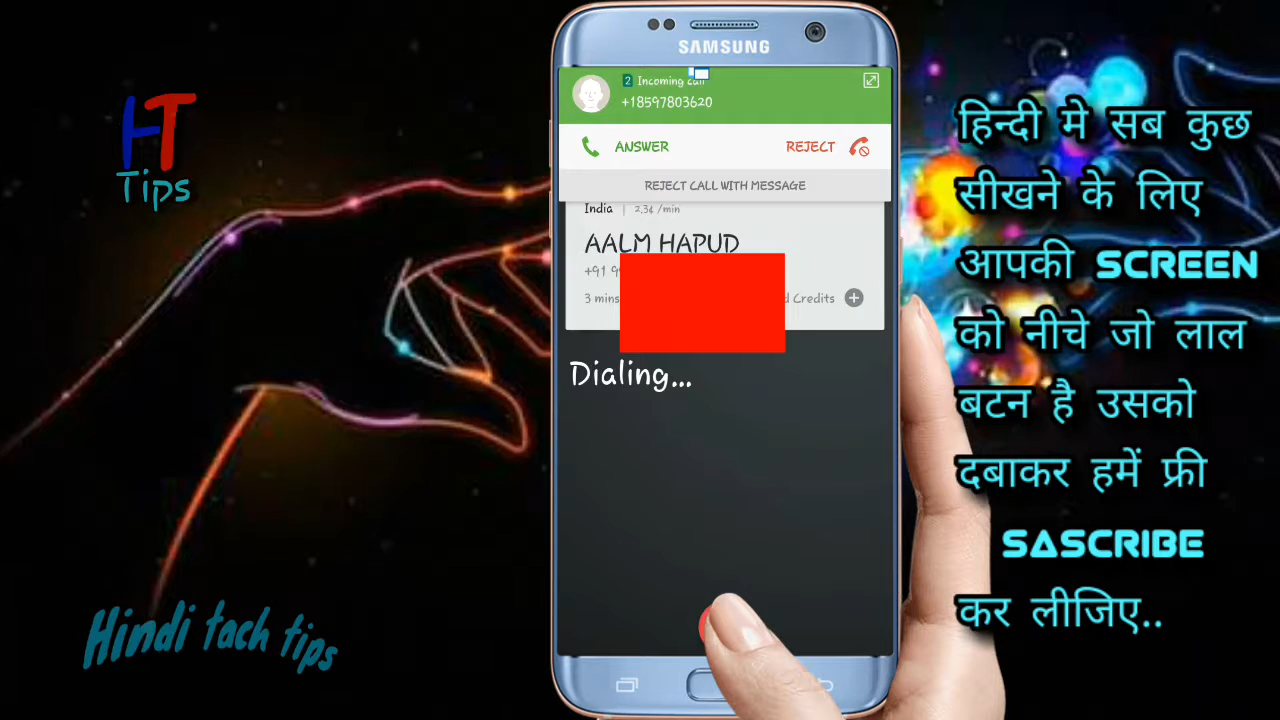 HT
Tips
SAMSUNG
2 Incoming call
+18597803620
ANSWER
REJECT
REJECT CALL WITH MESSAGE
India | 2.34 /min
AALM HAPUD
+91
3 mins
Credits
Dialing...
हिन्दी मे सब कुछ
सीखने के लिए
आपकी SCREEN
को नीचे जो लाल
बटन है उसको
दबाकर हमें फ्री
SASCRIBE
कर लीजिए..
Hindi tach tips